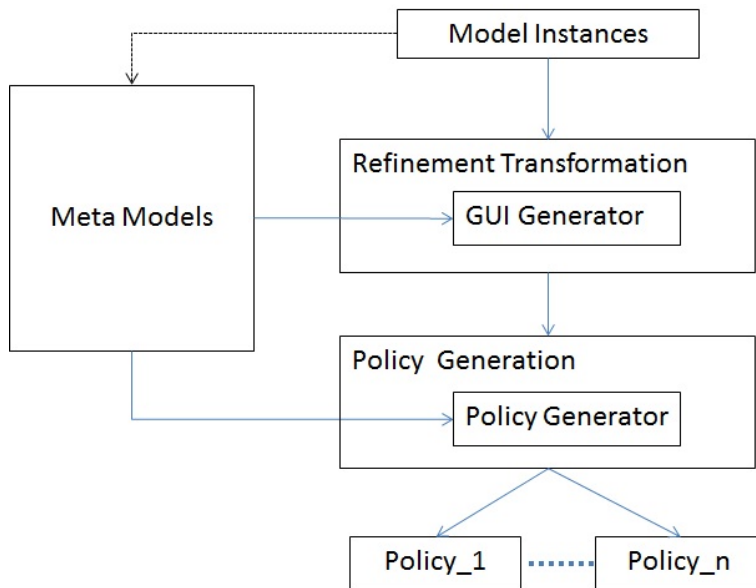 Model Instances
Refinement Transformation
Meta Models
GUI Generator
Policy Generation
Policy Generator
Policy_1
Policy_n